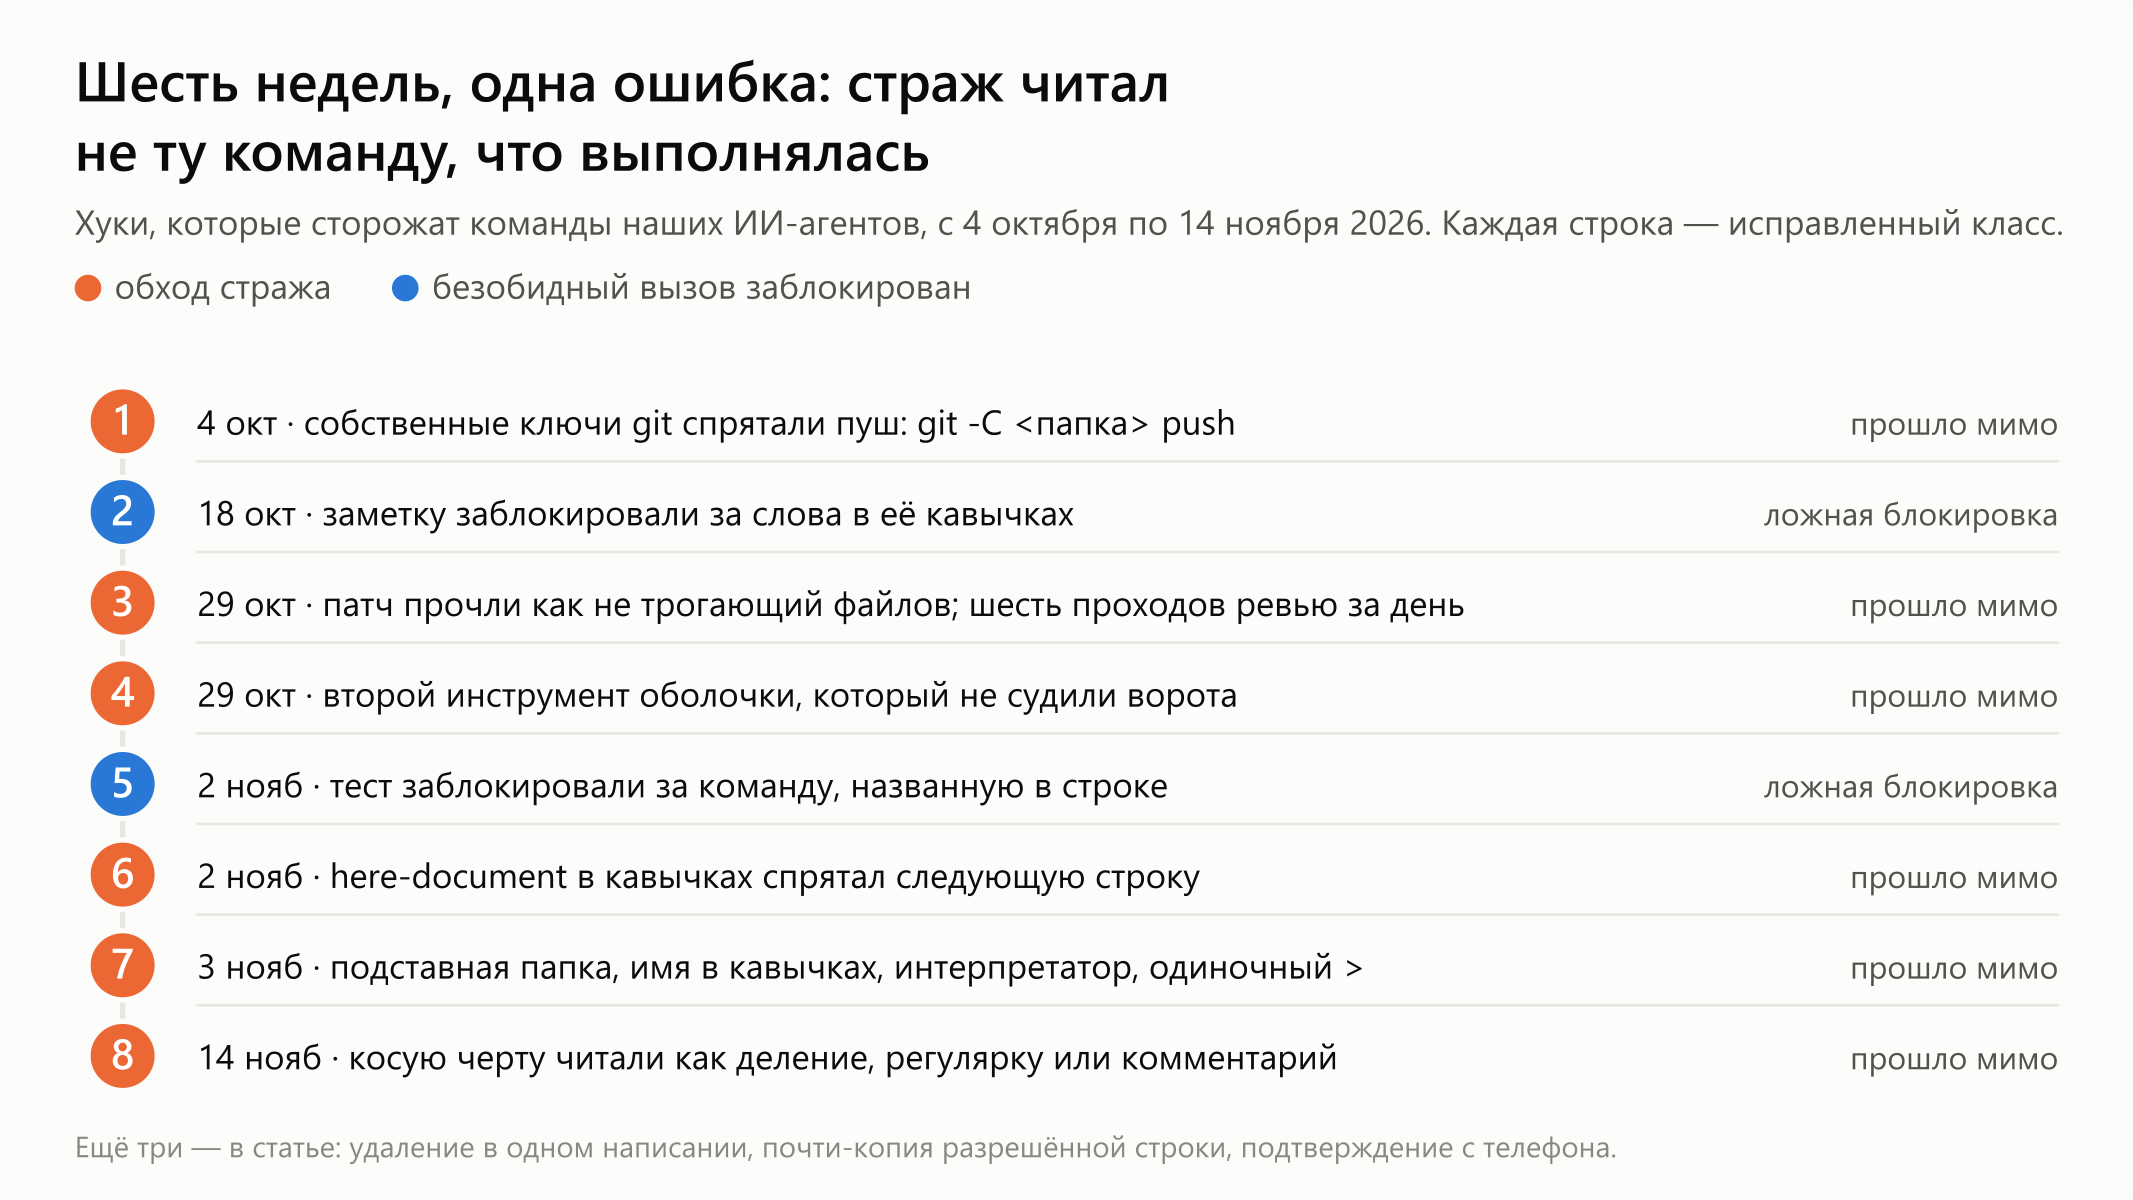 Шесть недель, одна ошибка: страж читал
не ту команду, что выполнялась
Хуки, которые сторожат команды наших ИИ-агентов, с 4 октября по 14 ноября 2026. Каждая строка — исправленный класс.
обход стража безобидный вызов заблокирован
1 4 окт · собственные ключи git спрятали пуш: git -C <папка> push прошло мимо
2 18 окт · заметку заблокировали за слова в её кавычках ложная блокировка
3 29 окт · патч прочли как не трогающий файлов; шесть проходов ревью за день прошло мимо
4 29 окт · второй инструмент оболочки, который не судили ворота прошло мимо
5 2 нояб · тест заблокировали за команду, названную в строке ложная блокировка
6 2 нояб · here-document в кавычках спрятал следующую строку прошло мимо
7 3 нояб · подставная папка, имя в кавычках, интерпретатор, одиночный > прошло мимо
8 14 нояб · косую черту читали как деление, регулярку или комментарий прошло мимо
Ещё три — в статье: удаление в одном написании, почти-копия разрешённой строки, подтверждение с телефона.